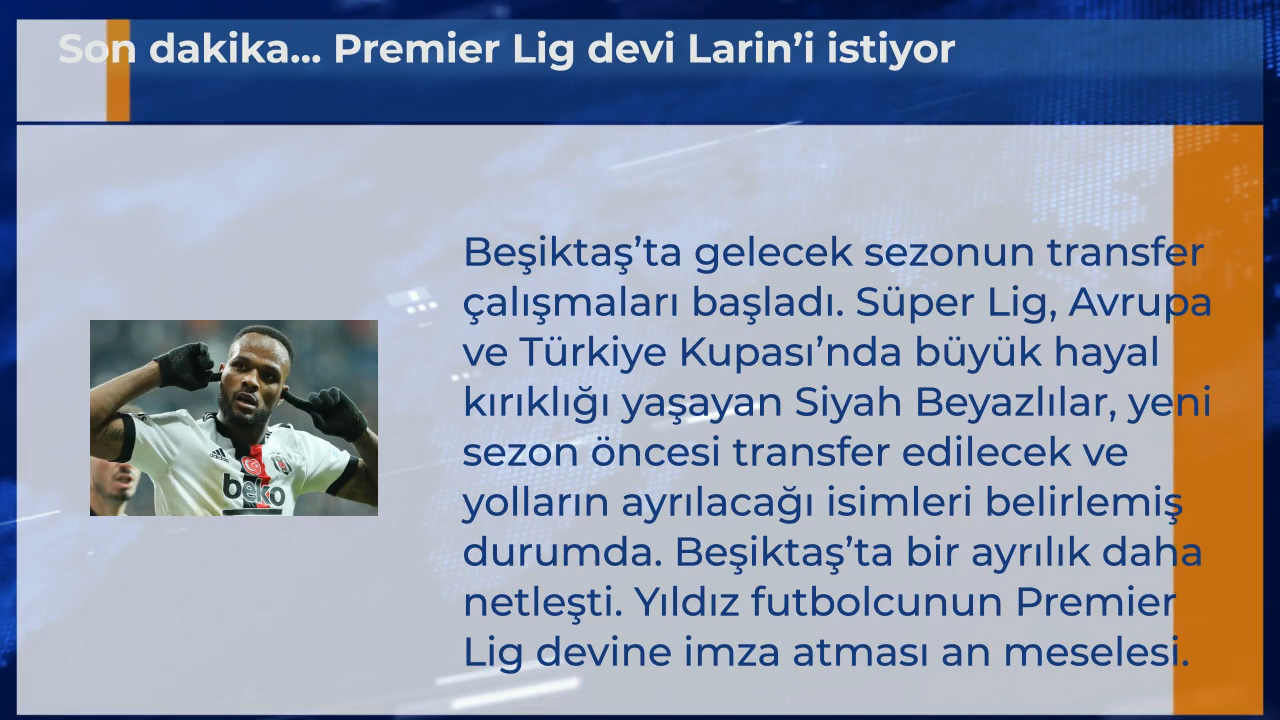 Son dakika... Premier Lig devi Larin’i istiyor
Beşiktaş’ta gelecek sezonun transfer
çalışmaları başladı. Süper Lig, Avrupa
ve Türkiye Kupası’nda büyük hayal
kırıklığı yaşayan Siyah Beyazlılar, yeni
sezon öncesi transfer edilecek ve
yolların ayrılacağı isimleri belirlemiş
durumda. Beşiktaş’ta bir ayrılık daha
netleşti. Yıldız futbolcunun Premier
Lig devine imza atması an meselesi.
beko